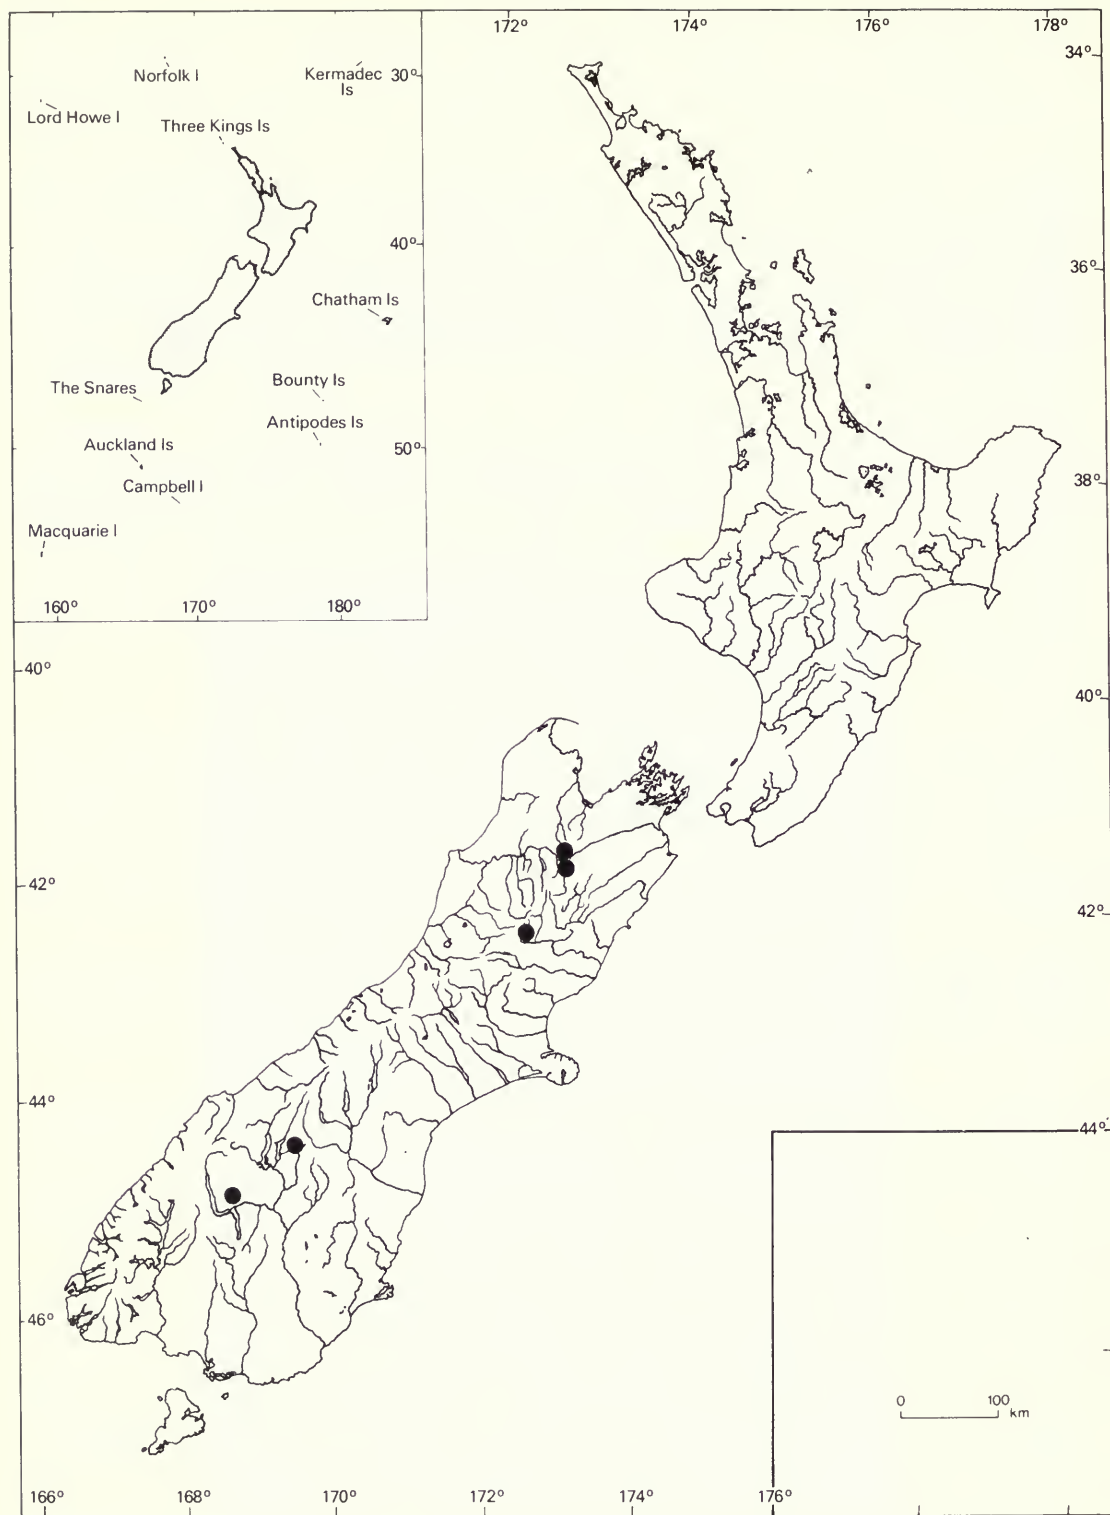 172° 174° 176° 178°
34°
Norfolk I
Kermadec 30°
Is
Lord Howe I
Three Kings Is
40°
36°
Chatham Is
The Snares
Bounty Is
Antipodes Is
Auckland Is
50°
Campbell I
38°
Macquarie I
160° 170° 180°
40°
40°
42°
42°
44°
44°
46°
0 100
km
166° 168° 170° 172° 174° 176°